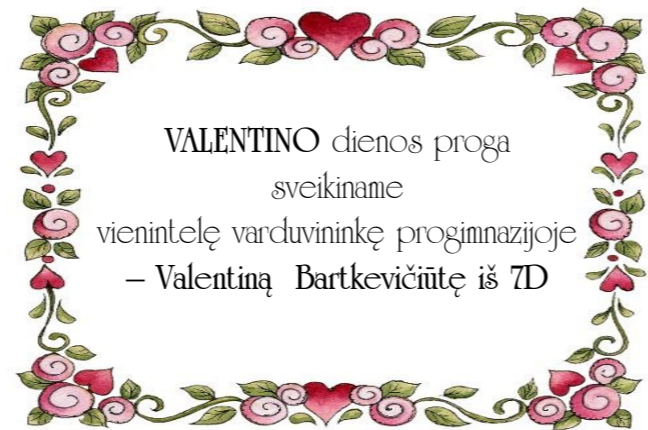 VALENTINO dienos proga
sveikiname
vienintelę varduvininkę progimnazijoje
– Valentiną Bartkevičiūtę iš 7D